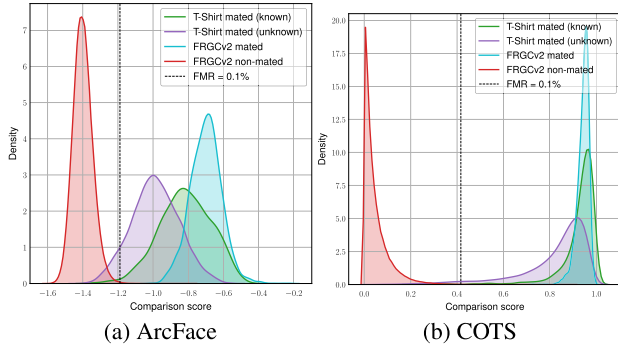 T-Shirt mated (known)
T-Shirt mated (unknown)
FRGCv2 mated
FRGCv2 non-mated
FMR = 0.1%
7
6
5
4
3
2
1
0
Density
−1.6 −1.4 −1.2 −1.0 −0.8 −0.6 −0.4 −0.2
Comparison score
(a) ArcFace
T-Shirt mated (known)
T-Shirt mated (unknown)
FRGCv2 mated
FRGCv2 non-mated
FMR = 0.1%
20.0
17.5
15.0
12.5
10.0
7.5
5.0
2.5
0.0
Density
0.0 0.2 0.4 0.6 0.8 1.0
Comparison score
(b) COTS